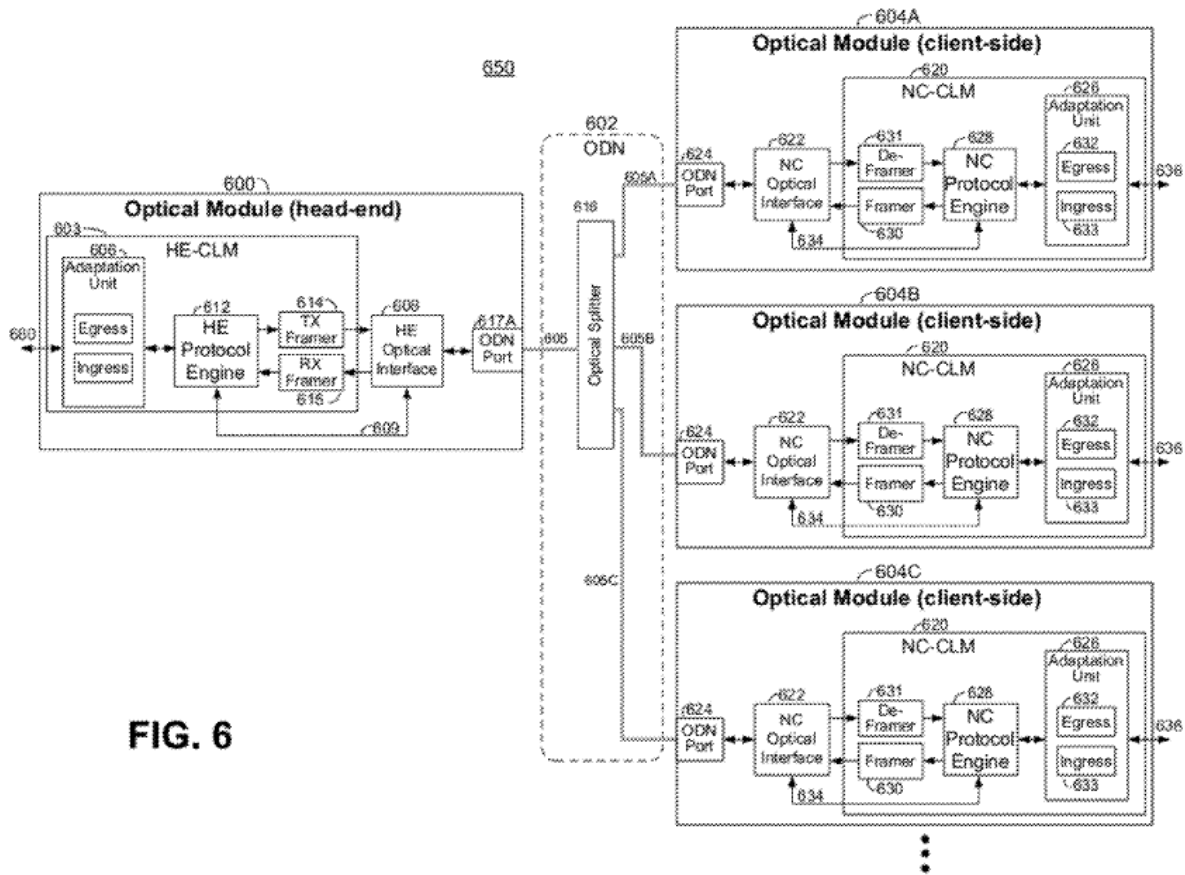 650
600
Optical Module (head-end)
603
HE-CLM
606
Adaptation
Unit
Egress
Ingress
660
612
HE
Protocol
Engine
614
TX
Framer
RX
Framer
615
608
HE
Optical
Interface
609
617A
ODN
Port
602
ODN
605
616
Optical Splitter
605A
605B
605C
604A
Optical Module (client-side)
620
NC-CLM
624
ODN
Port
622
NC
Optical
Interface
631
De-
Framer
Framer
630
628
NC
Protocol
Engine
634
626
Adaptation
Unit
632
Egress
Ingress
633
636
604B
Optical Module (client-side)
620
NC-CLM
624
ODN
Port
622
NC
Optical
Interface
631
De-
Framer
Framer
630
628
NC
Protocol
Engine
634
626
Adaptation
Unit
632
Egress
Ingress
633
636
604C
Optical Module (client-side)
620
NC-CLM
624
ODN
Port
622
NC
Optical
Interface
631
De-
Framer
Framer
630
628
NC
Protocol
Engine
634
626
Adaptation
Unit
632
Egress
Ingress
633
636
FIG. 6